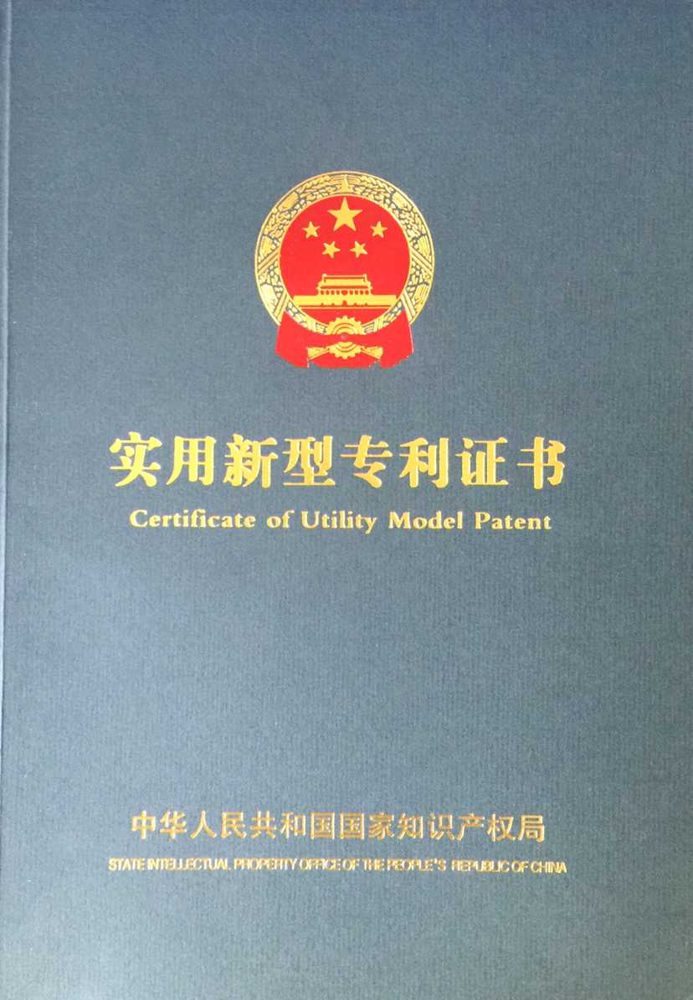 实用新型专利证书
Certificate of Utility Model Patent
中华人民共和国国家知识产权局
STATE INTELLECTUAL PROPERTY OFFICE OF THE PEOPLE'S REPUBLIC OF CHINA